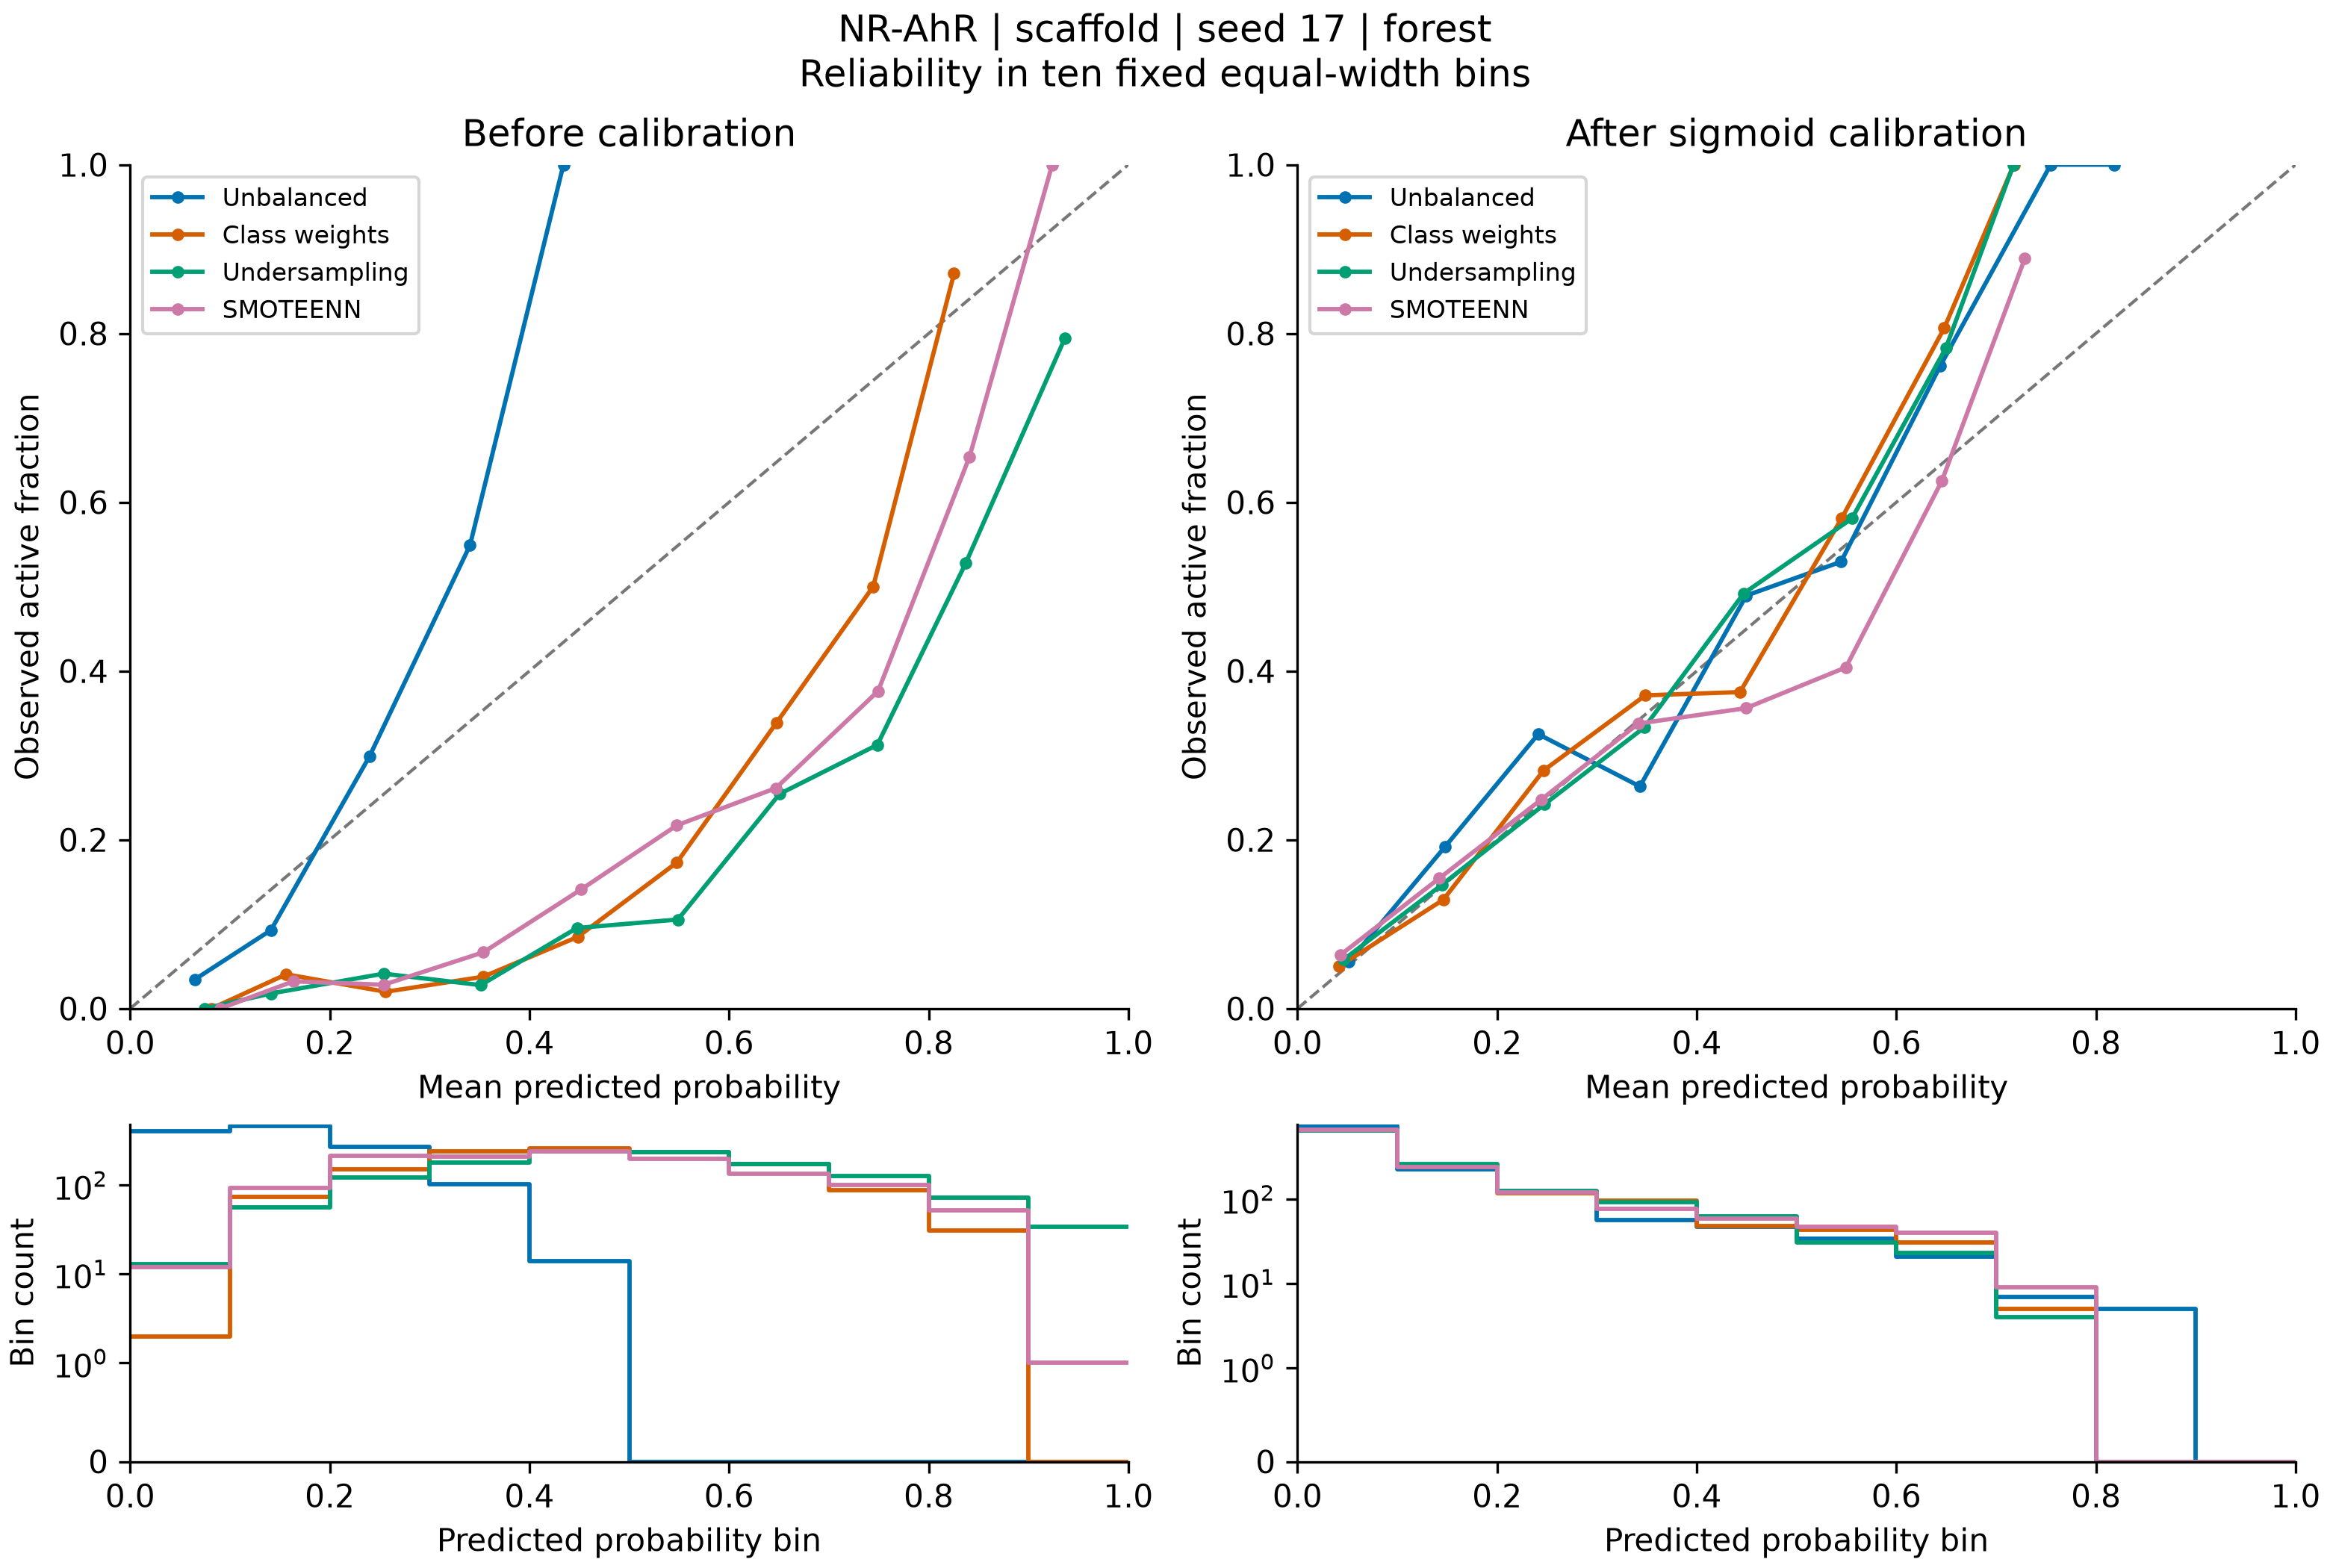 NR-AhR | scaffold | seed 17 | forest
Reliability in ten fixed equal-width bins
Before calibration
1.0
0.8
0.6
0.4
0.2
0.0
Observed active fraction
Unbalanced
Class weights
Undersampling
SMOTEENN
0.0 0.2 0.4 0.6 0.8 1.0
Mean predicted probability
After sigmoid calibration
1.0
0.8
0.6
0.4
0.2
0.0
Observed active fraction
Unbalanced
Class weights
Undersampling
SMOTEENN
0.0 0.2 0.4 0.6 0.8 1.0
Mean predicted probability
10²
10¹
10⁰
0
Bin count
0.0 0.2 0.4 0.6 0.8 1.0
Predicted probability bin
10²
10¹
10⁰
0
Bin count
0.0 0.2 0.4 0.6 0.8 1.0
Predicted probability bin